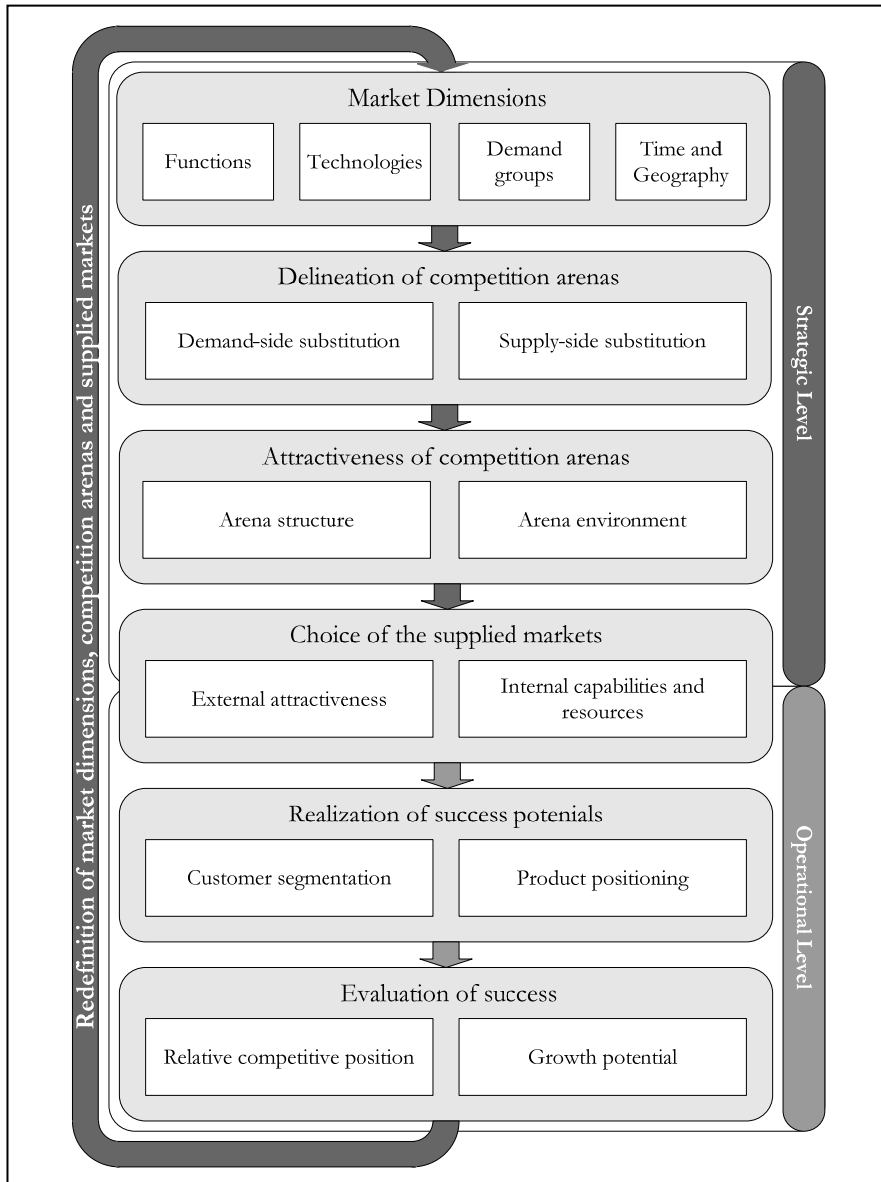 Market Dimensions
Functions
Technologies
Demand
groups
Time and
Geography
Delineation of competition arenas
Demand-side substitution
Supply-side substitution
Attractiveness of competition arenas
Arena structure
Arena environment
Choice of the supplied markets
External attractiveness
Internal capabilities and
resources
Realization of success potenials
Customer segmentation
Product positioning
Evaluation of success
Relative competitive position
Growth potential
Redefinition of market dimensions, competition arenas and supplied markets
Strategic Level
Operational Level